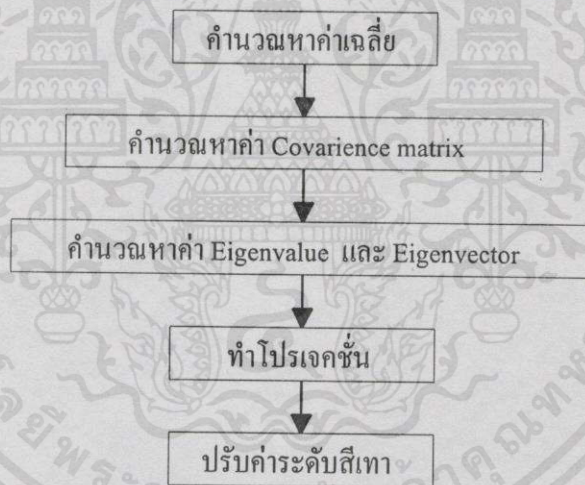 คำนวณหาค่าเฉลี่ย
คำนวณหาค่า Covarience matrix
คำนวณหาค่า Eigenvalue และ Eigenvector
ทำโปรเจคชั่น
ปรับค่าระดับสีเทา